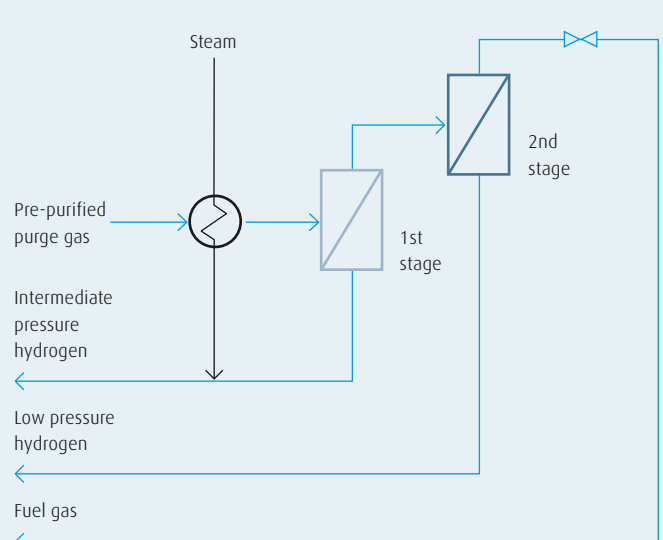 Steam
2nd
stage
Pre-purified
purge gas
1st
stage
Intermediate
pressure
hydrogen
Low pressure
hydrogen
Fuel gas